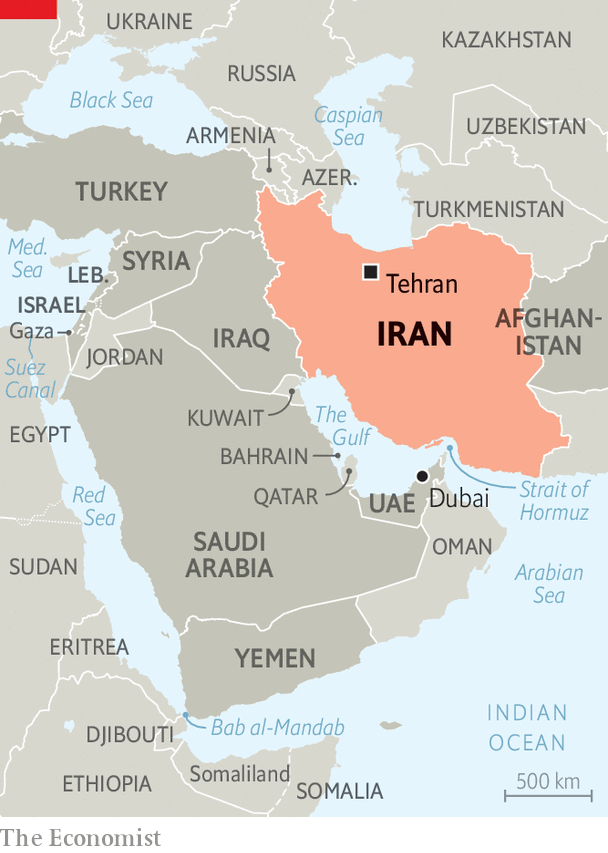 UKRAINE
KAZAKHSTAN
RUSSIA
Black Sea
Caspian
Sea
ARMENIA
UZBEKISTAN
AZER.
TURKEY
TURKMENISTAN
Med.
Sea
SYRIA
LEB.
Tehran
ISRAEL
Gaza
IRAQ
IRAN
AFGHAN-
ISTAN
JORDAN
Suez
Canal
KUWAIT
The
Gulf
EGYPT
BAHRAIN
QATAR
Red
Sea
UAE
Dubai
Strait of
Hormuz
SAUDI
ARABIA
OMAN
SUDAN
Arabian
Sea
ERITREA
YEMEN
INDIAN
OCEAN
DJIBOUTI
Bab al-Mandab
ETHIOPIA
Somaliland
SOMALIA
500 km
The Economist